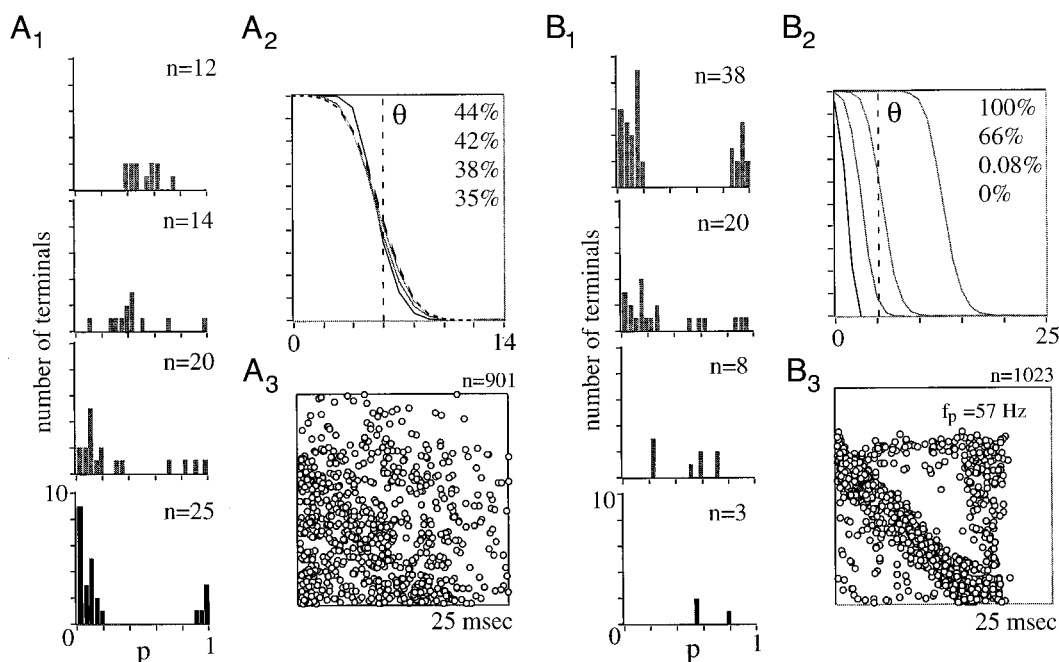 A1
n=12
n=14
n=20
10
n=25
0
p
1
number of terminals
A2
θ
44%
42%
38%
35%
0
14
A3
n=901
25 msec
B1
n=38
n=20
n=8
10
n=3
0
p
1
number of terminals
B2
θ
100%
66%
0.08%
0%
0
25
B3
n=1023
fp =57 Hz
25 msec